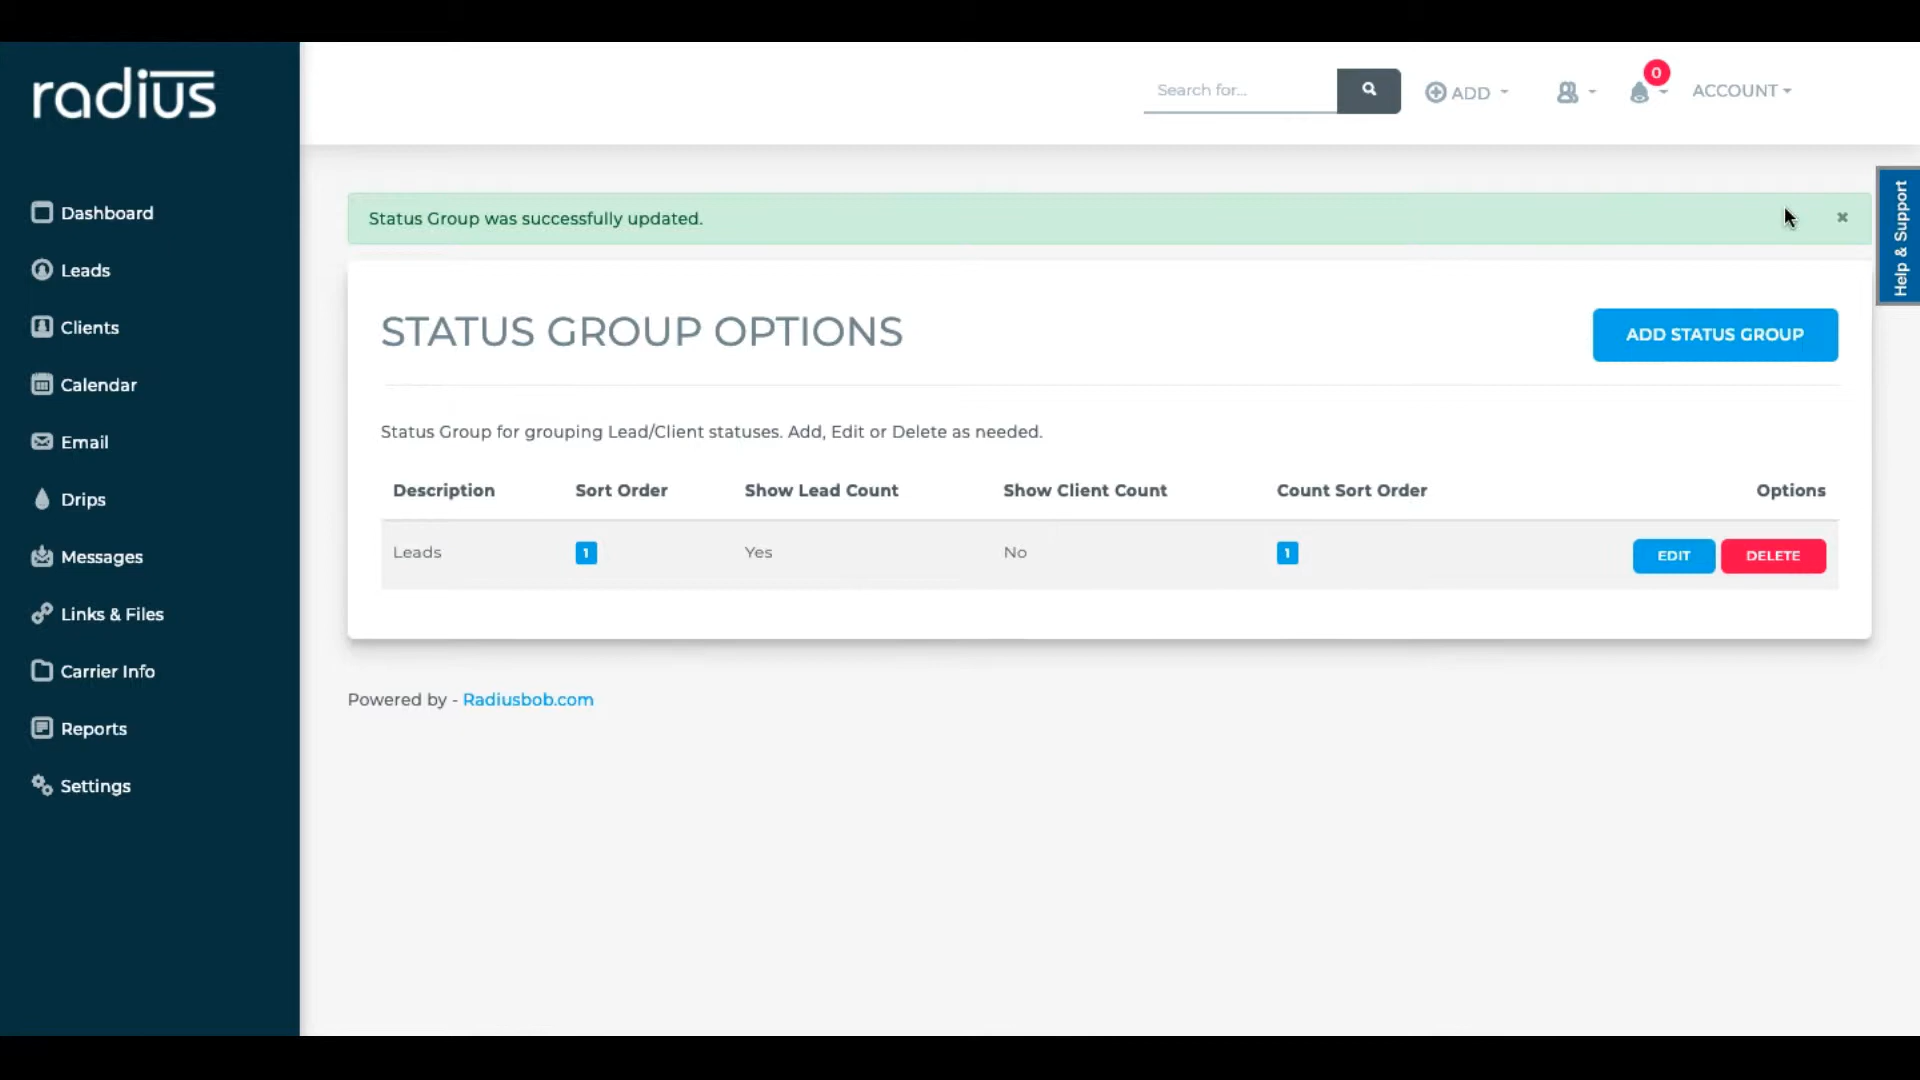 radius
Search for...
ADD
0
ACCOUNT
Dashboard
Leads
Clients
Calendar
Email
Drips
Messages
Links & Files
Carrier Info
Reports
Settings
Status Group was successfully updated.
×
Help & Support
STATUS GROUP OPTIONS
ADD STATUS GROUP
Status Group for grouping Lead/Client statuses. Add, Edit or Delete as needed.
Description Sort Order Show Lead Count Show Client Count Count Sort Order Options
Leads 1 Yes No 1 EDIT DELETE
Powered by - Radiusbob.com